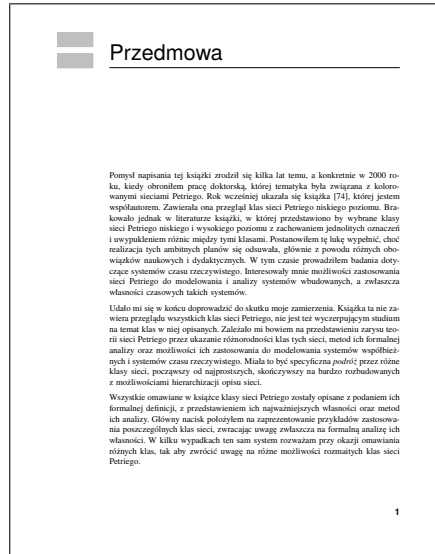 Przedmowa
Pomysł napisania tej książki zrodził się kilka lat temu, a konkretnie w 2000 ro-
ku, kiedy obroniłem pracę doktorską, której tematyka była związana z koloro-
wanymi sieciami Petriego. Rok wcześniej ukazała się książka [74], której jestem
współautorem. Zawierała ona przegląd klas sieci Petriego niskiego poziomu. Bra-
kowało jednak w literaturze książki, w której przedstawiono by wybrane klasy
sieci Petriego niskiego i wysokiego poziomu z zachowaniem jednolitych oznaczeń
i uwypukleniem różnic między tymi klasami. Postanowiłem tę lukę wypełnić, choć
realizacja tych ambitnych planów się odsuwała, głównie z powodu różnych obo-
wiązków naukowych i dydaktycznych. W tym czasie prowadziłem badania doty-
czące systemów czasu rzeczywistego. Interesowały mnie możliwości zastosowania
sieci Petriego do modelowania i analizy systemów wbudowanych, a zwłaszcza
własności czasowych takich systemów.
Udało mi się w końcu doprowadzić do skutku moje zamierzenia. Książka ta nie za-
wiera przeglądu wszystkich klas sieci Petriego, nie jest też wyczerpującym studium
na temat klas w niej opisanych. Zależało mi bowiem na przedstawieniu zarysu teo-
rii sieci Petriego przez ukazanie różnorodności klas tych sieci, metod ich formalnej
analizy oraz możliwości ich zastosowania do modelowania systemów współbież-
nych i systemów czasu rzeczywistego. Miała to być specyficzna podróż przez różne
klasy sieci, począwszy od najprostszych, skończywszy na bardzo rozbudowanych
z możliwościami hierarchizacji opisu sieci.
Wszystkie omawiane w książce klasy sieci Petriego zostały opisane z podaniem ich
formalnej definicji, z przedstawieniem ich najważniejszych własności oraz metod
ich analizy. Główny nacisk położyłem na zaprezentowanie przykładów zastosowa-
nia poszczególnych klas sieci, zwracając uwagę zwłaszcza na formalną analizę ich
własności. W kilku wypadkach ten sam system rozważam przy okazji omawiania
różnych klas, tak aby zwrócić uwagę na różne możliwości rozmaitych klas sieci
Petriego.
1